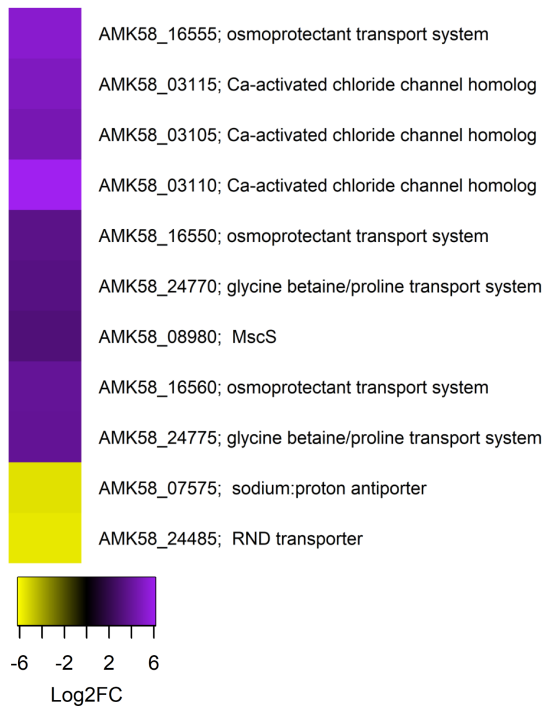 AMK58_16555; osmoprotectant transport system
AMK58_03115; Ca-activated chloride channel homolog
AMK58_03105; Ca-activated chloride channel homolog
AMK58_03110; Ca-activated chloride channel homolog
AMK58_16550; osmoprotectant transport system
AMK58_24770; glycine betaine/proline transport system
AMK58_08980; MscS
AMK58_16560; osmoprotectant transport system
AMK58_24775; glycine betaine/proline transport system
AMK58_07575; sodium:proton antiporter
AMK58_24485; RND transporter
-6 -2 2 6
Log2FC